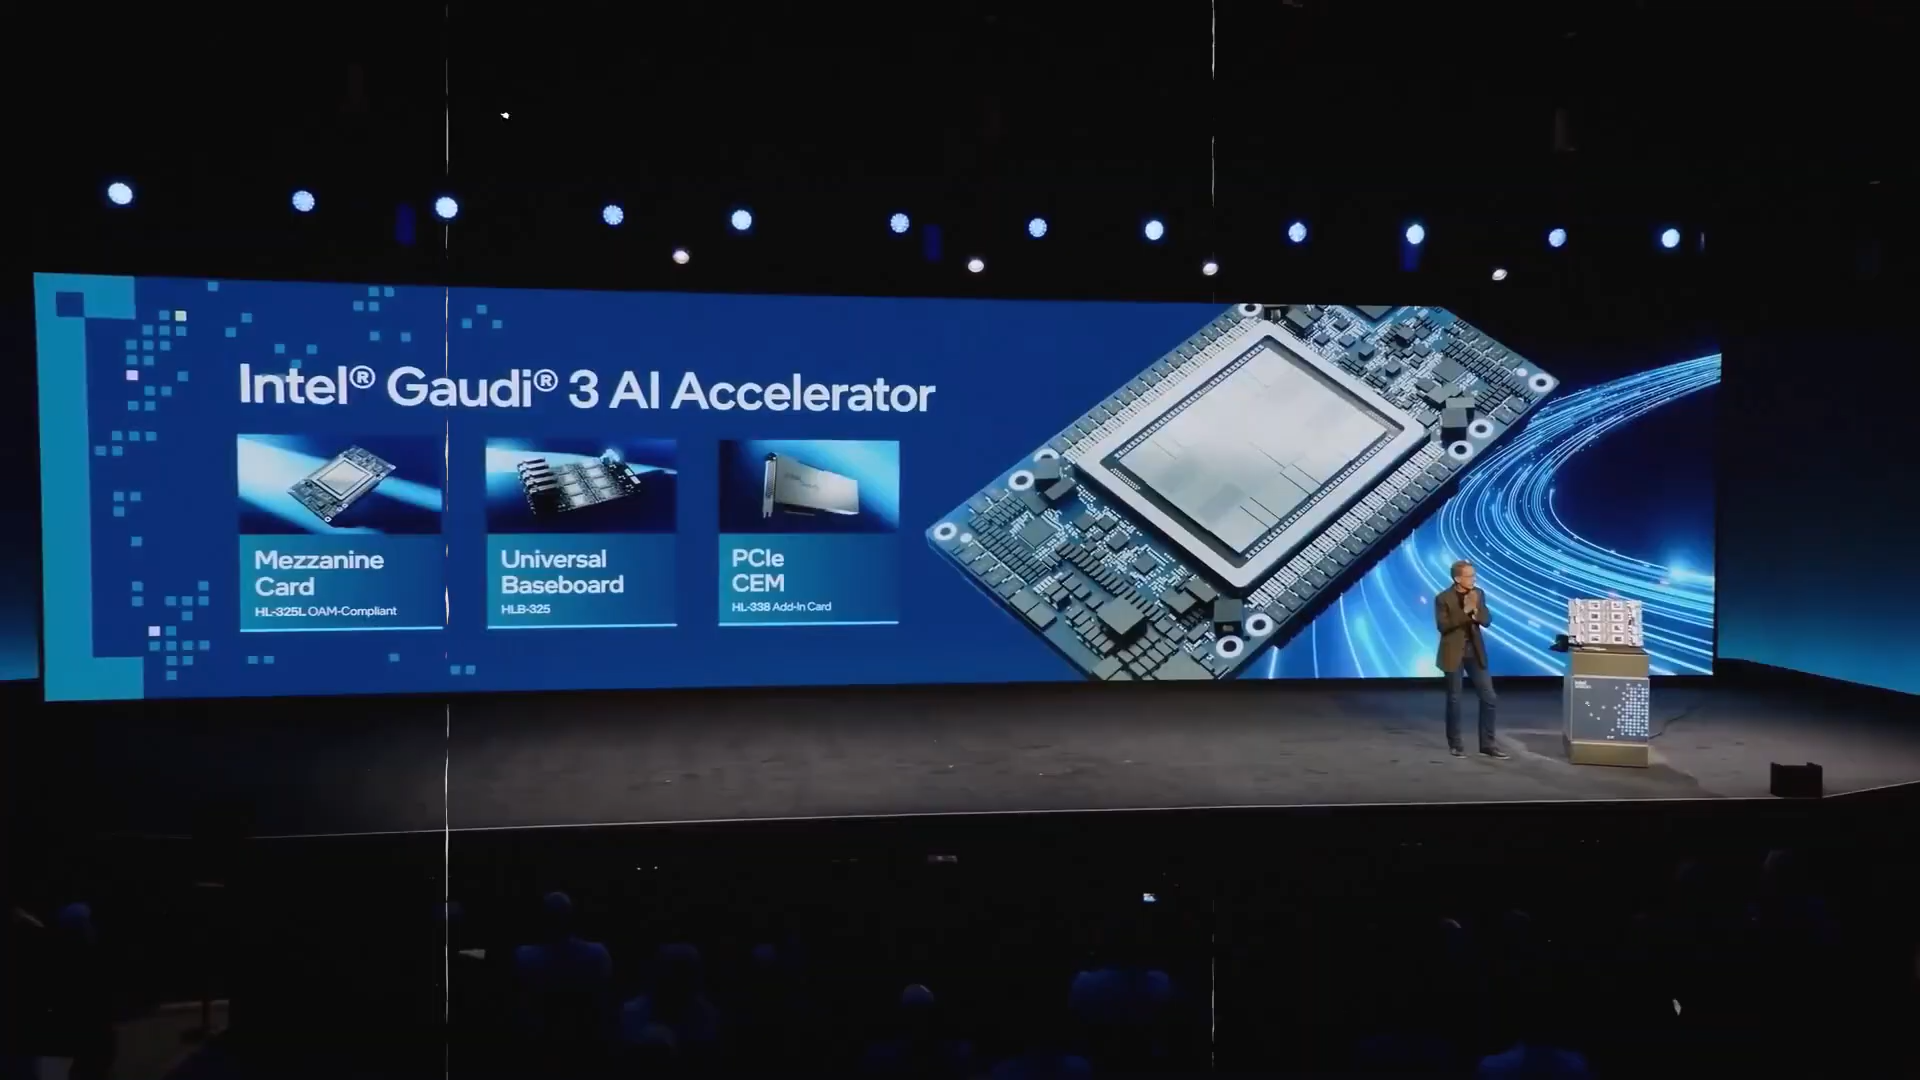 Intel® Gaudi® 3 AI Accelerator
Mezzanine
Card
HL-325L OAM-Compliant
Universal
Baseboard
HLB-325
PCIe
CEM
HL-338 Add-In Card